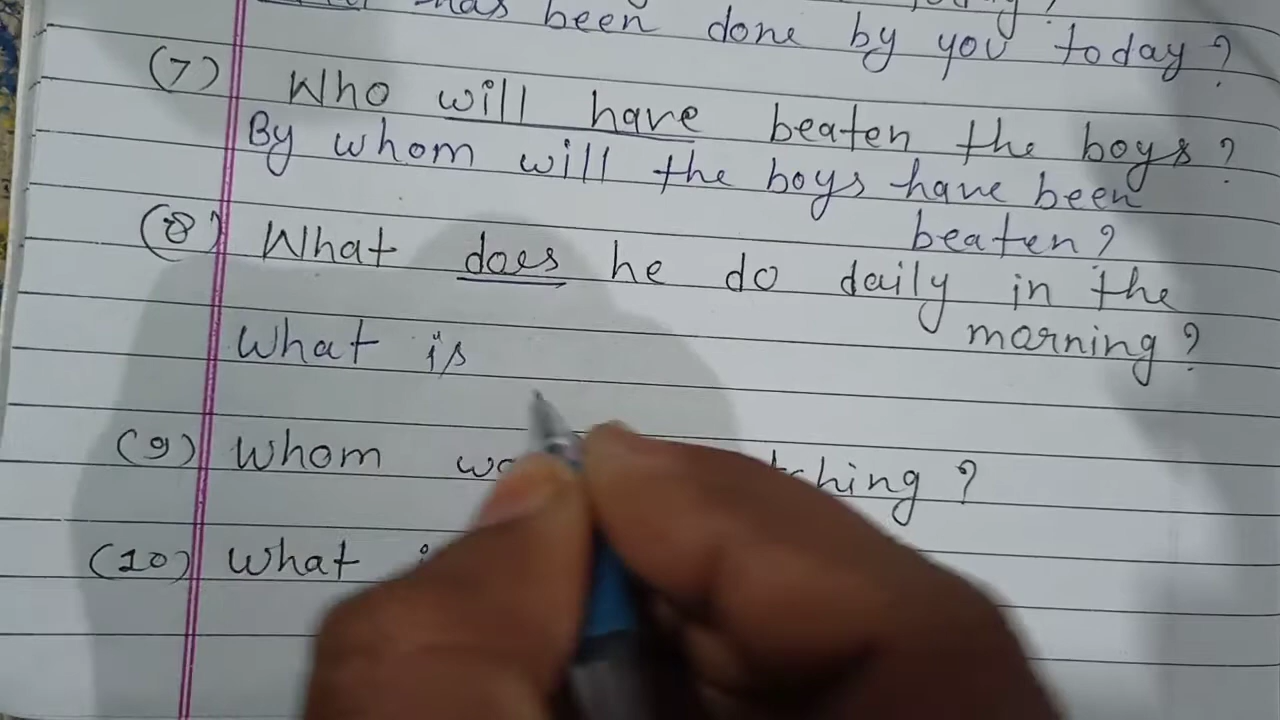 has been done by you today?
(7) Who will have beaten the boys?
By whom will the boys have been
beaten?
(8) What does he do daily in the
morning?
What is
(9) Whom
?
(10) What